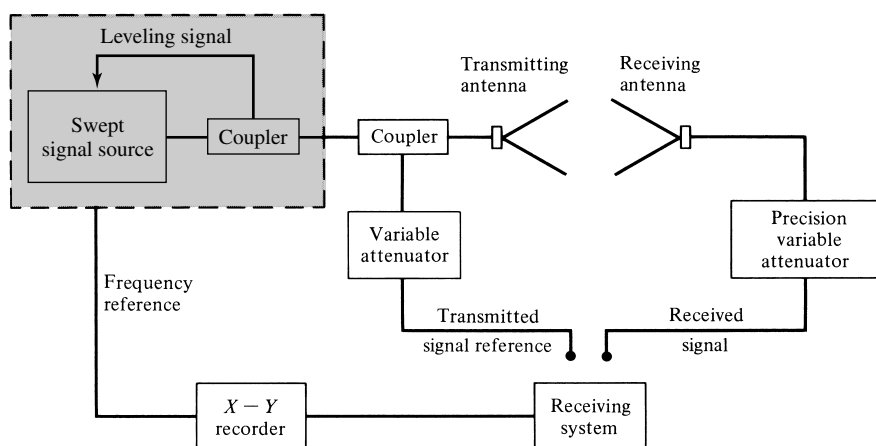 Leveling signal
Swept
signal source
Coupler
Coupler
Transmitting
antenna
Receiving
antenna
Variable
attenuator
Precision
variable
attenuator
Frequency
reference
Transmitted
signal reference
Received
signal
X – Y
recorder
Receiving
system